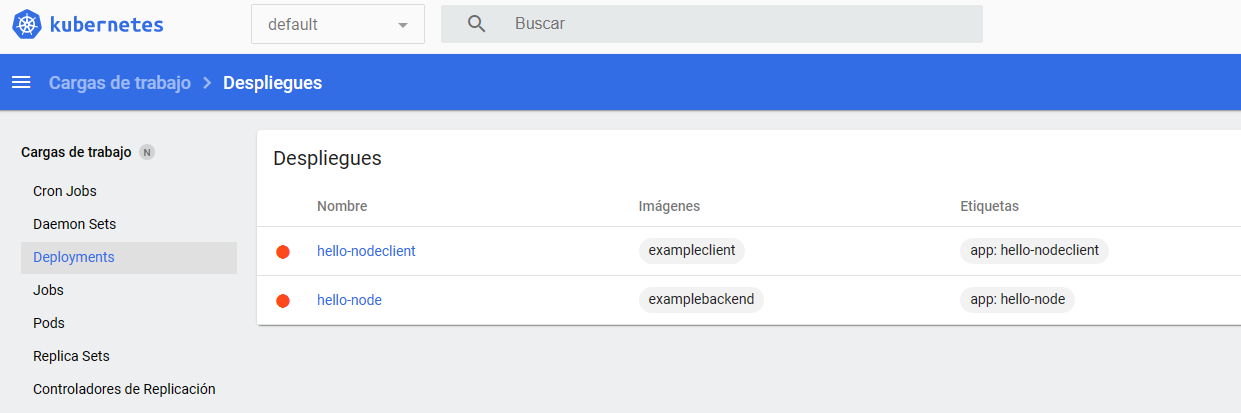 kubernetes
default
Buscar
Cargas de trabajo > Despliegues
Cargas de trabajo N
Cron Jobs
Daemon Sets
Deployments
Jobs
Pods
Replica Sets
Controladores de Replicación
Despliegues
Nombre Imágenes Etiquetas
hello-nodeclient exampleclient app: hello-nodeclient
hello-node examplebackend app: hello-node